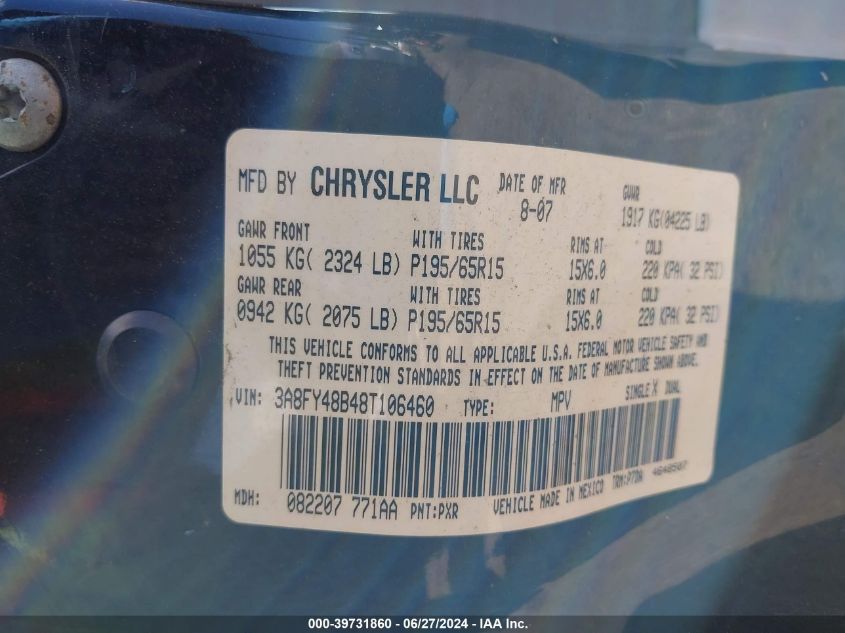 MFD BY CHRYSLER LLC DATE OF MFR GVWR
8-07 1917 KG(04225 LB)
GAWR FRONT WITH TIRES RIMS AT COLD
1055 KG( 2324 LB) P195/65R15 15X6.0 220 KPA( 32 PSI)
GAWR REAR WITH TIRES RIMS AT COLD
0942 KG( 2075 LB) P195/65R15 15X6.0 220 KPA( 32 PSI)
THIS VEHICLE CONFORMS TO ALL APPLICABLE U.S.A. FEDERAL MOTOR VEHICLE SAFETY AND
THEFT PREVENTION STANDARDS IN EFFECT ON THE DATE OF MANUFACTURE SHOWN ABOVE.
VIN: 3A8FY48B48T106460 TYPE: MPV SINGLE X DUAL
MDH: 082207 771AA PNT:PXR VEHICLE MADE IN MEXICO TRM:P7DA 4648507
000-39731860 - 06/27/2024 - IAA Inc.